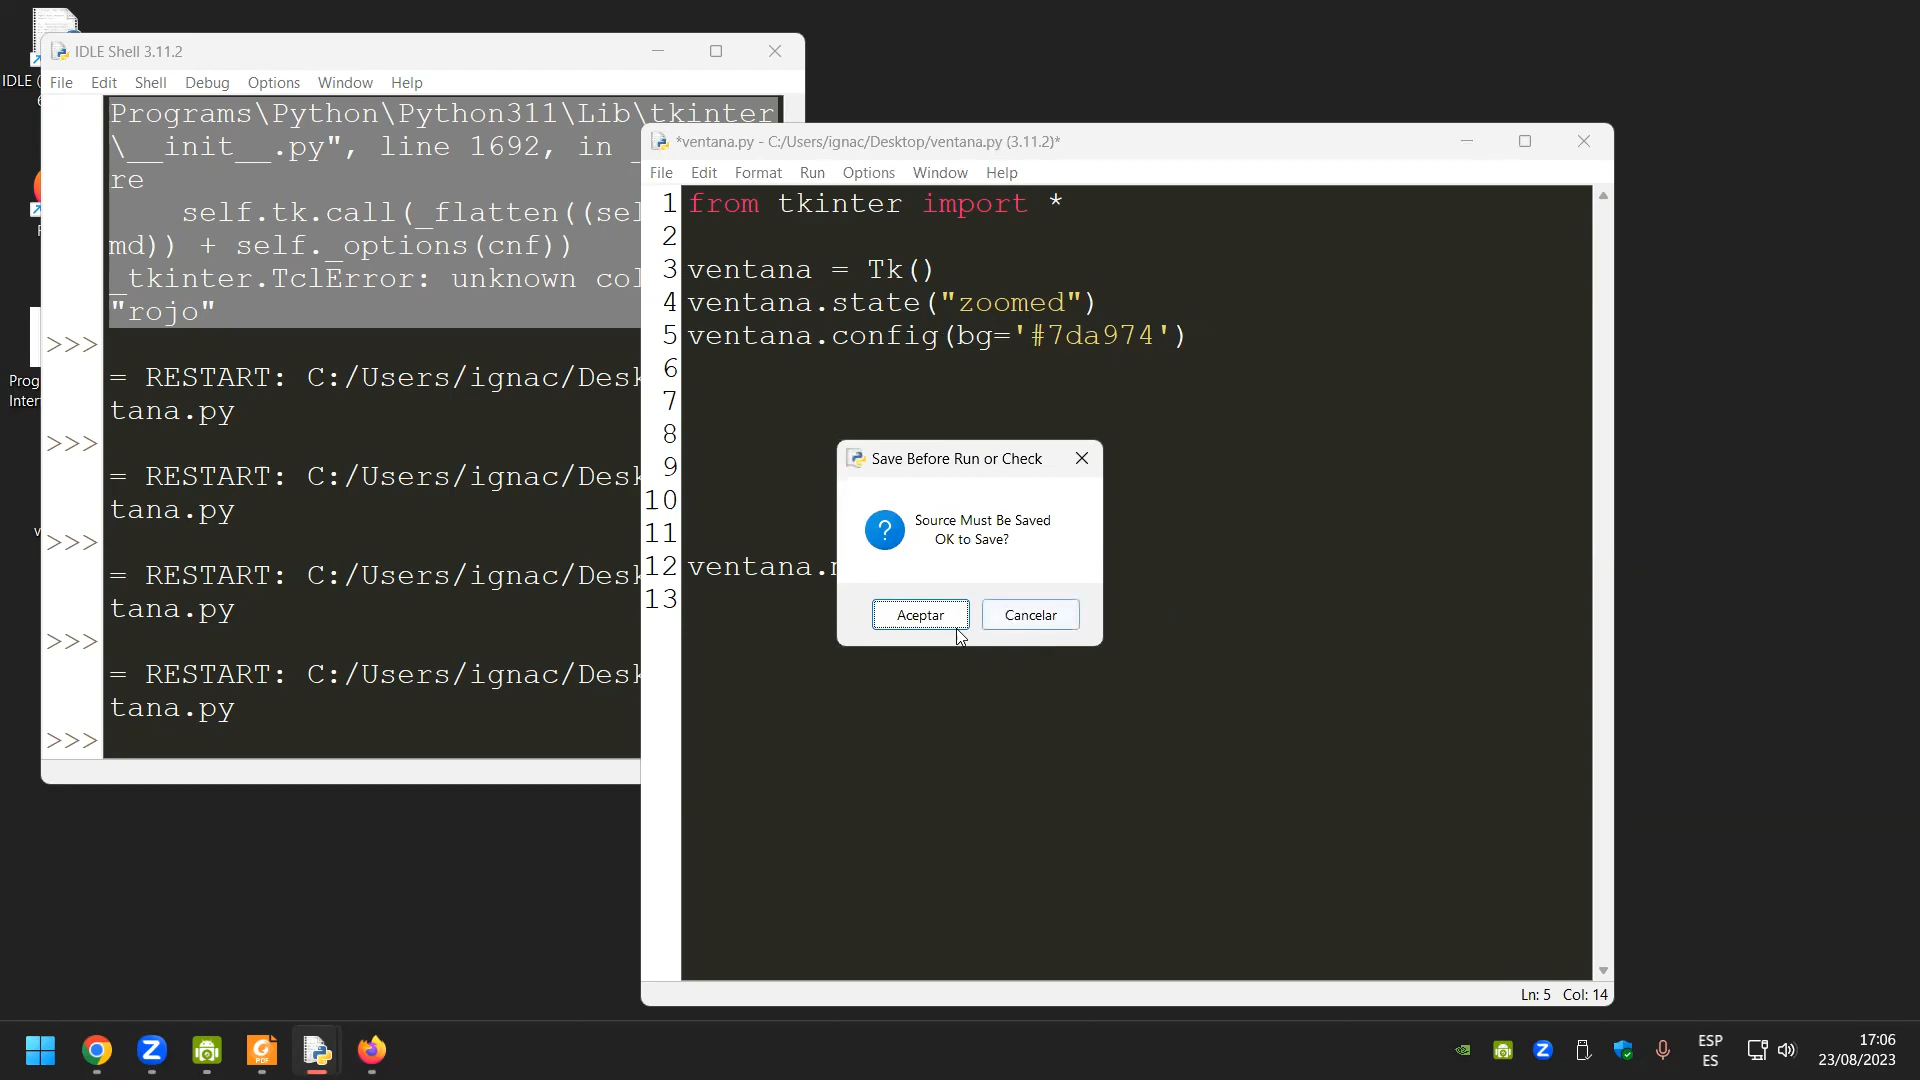 IDLE (
6
F
Prog
Inter
v
IDLE Shell 3.11.2
File Edit Shell Debug Options Window Help
Programs\Python\Python311\Lib\tkinter
\__init__.py", line 1692, in _
re
self.tk.call(_flatten((sel
md)) + self._options(cnf))
_tkinter.TclError: unknown col
"rojo"
>>>
= RESTART: C:/Users/ignac/Desk
tana.py
>>>
= RESTART: C:/Users/ignac/Desk
tana.py
>>>
= RESTART: C:/Users/ignac/Desk
tana.py
>>>
= RESTART: C:/Users/ignac/Desk
tana.py
>>>
*ventana.py - C:/Users/ignac/Desktop/ventana.py (3.11.2)*
File Edit Format Run Options Window Help
1 from tkinter import *
2
3 ventana = Tk()
4 ventana.state("zoomed")
5 ventana.config(bg='#7da974')
6
7
8
9
10
11
12 ventana.
13
Save Before Run or Check
Source Must Be Saved
OK to Save?
Aceptar Cancelar
Ln: 5 Col: 14
ESP
ES
17:06
23/08/2023